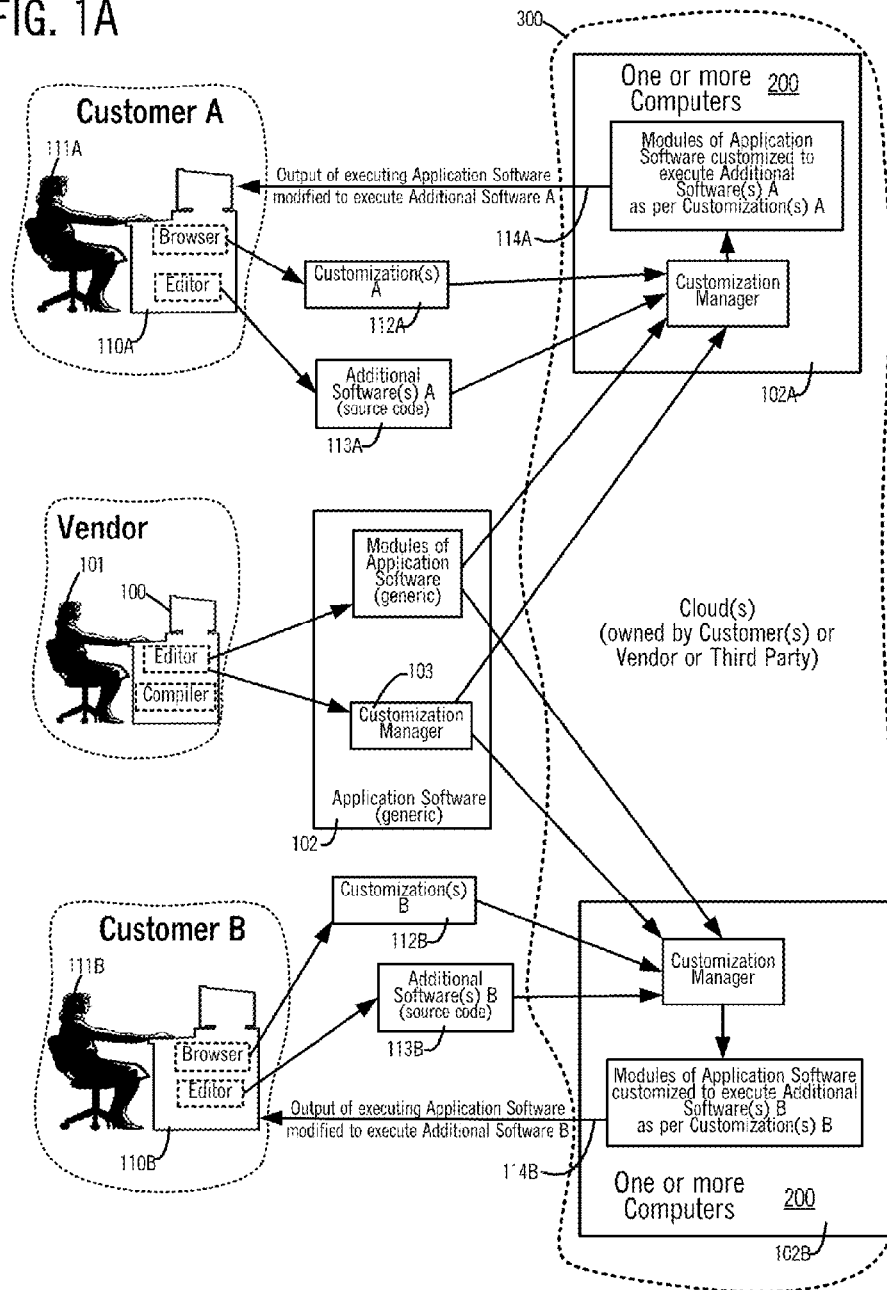 FIG. 1A
300
One or more
Computers 200
Customer A
111A
Modules of Application
Software customized to
execute Additional
Software(s) A
as per Customization(s) A
Output of executing Application Software
modified to execute Additional Software A
114A
Browser
Editor
110A
Customization(s)
A
112A
Customization
Manager
Additional
Software(s) A
(source code)
113A
102A
Vendor
101
100
Editor
Compiler
Modules of
Application
Software
(generic)
103
Customization
Manager
Application Software
(generic)
102
Cloud(s)
(owned by Customer(s) or
Vendor or Third Party)
Customer B
111B
Customization(s)
B
112B
Browser
Editor
110B
Additional
Software(s) B
(source code)
113B
Customization
Manager
Output of executing Application Software
modified to execute Additional Software B
114B
Modules of Application Software
customized to execute Additional
Software(s) B
as per Customization(s) B
One or more
Computers 200
102B